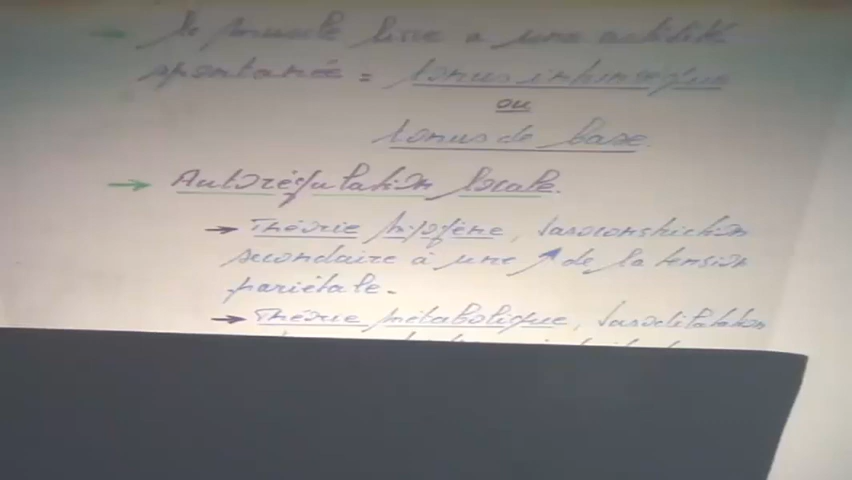 → le muscle lisse a une activité
spontanée = tonus intrinsèque
ou
tonus de base.
→ Autorégulation locale.
→ Théorie myogène, Vasoconstriction
secondaire à une ↗ de la tension
pariétale.
→ Théorie métabolique, Vasodilatation